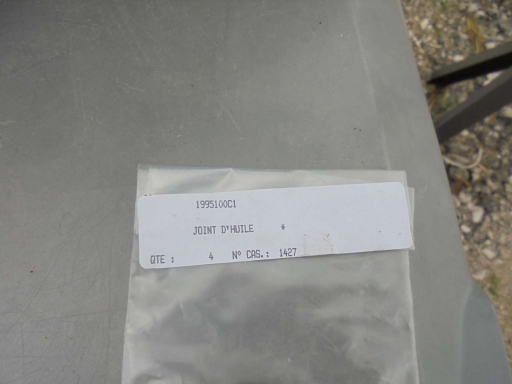 1995100C1
JOINT D'HUILE *
QTE : 4 N° CAS.: 1427